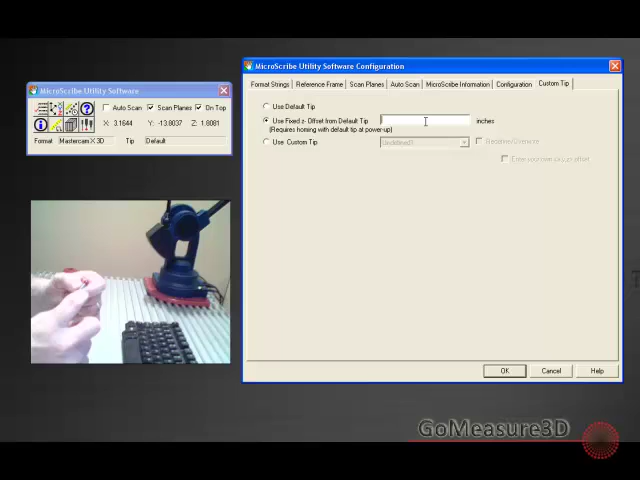 MicroScribe Utility Software
Auto Scan
Scan Planes
On Top
X: 3.1644
Y: -13.8037
Z: 1.6081
Format
Mastercam X 3D
Tip
Default
MicroScribe Utility Software Configuration
Format Strings
Reference Frame
Scan Planes
Auto Scan
MicroScribe Information
Configuration
Custom Tip
Use Default Tip
Use Fixed z- Offset from Default Tip
inches
(Requires homing with default tip at power-up)
Use Custom Tip
Undefined1
OK
Cancel
Help
GoMeasure3D